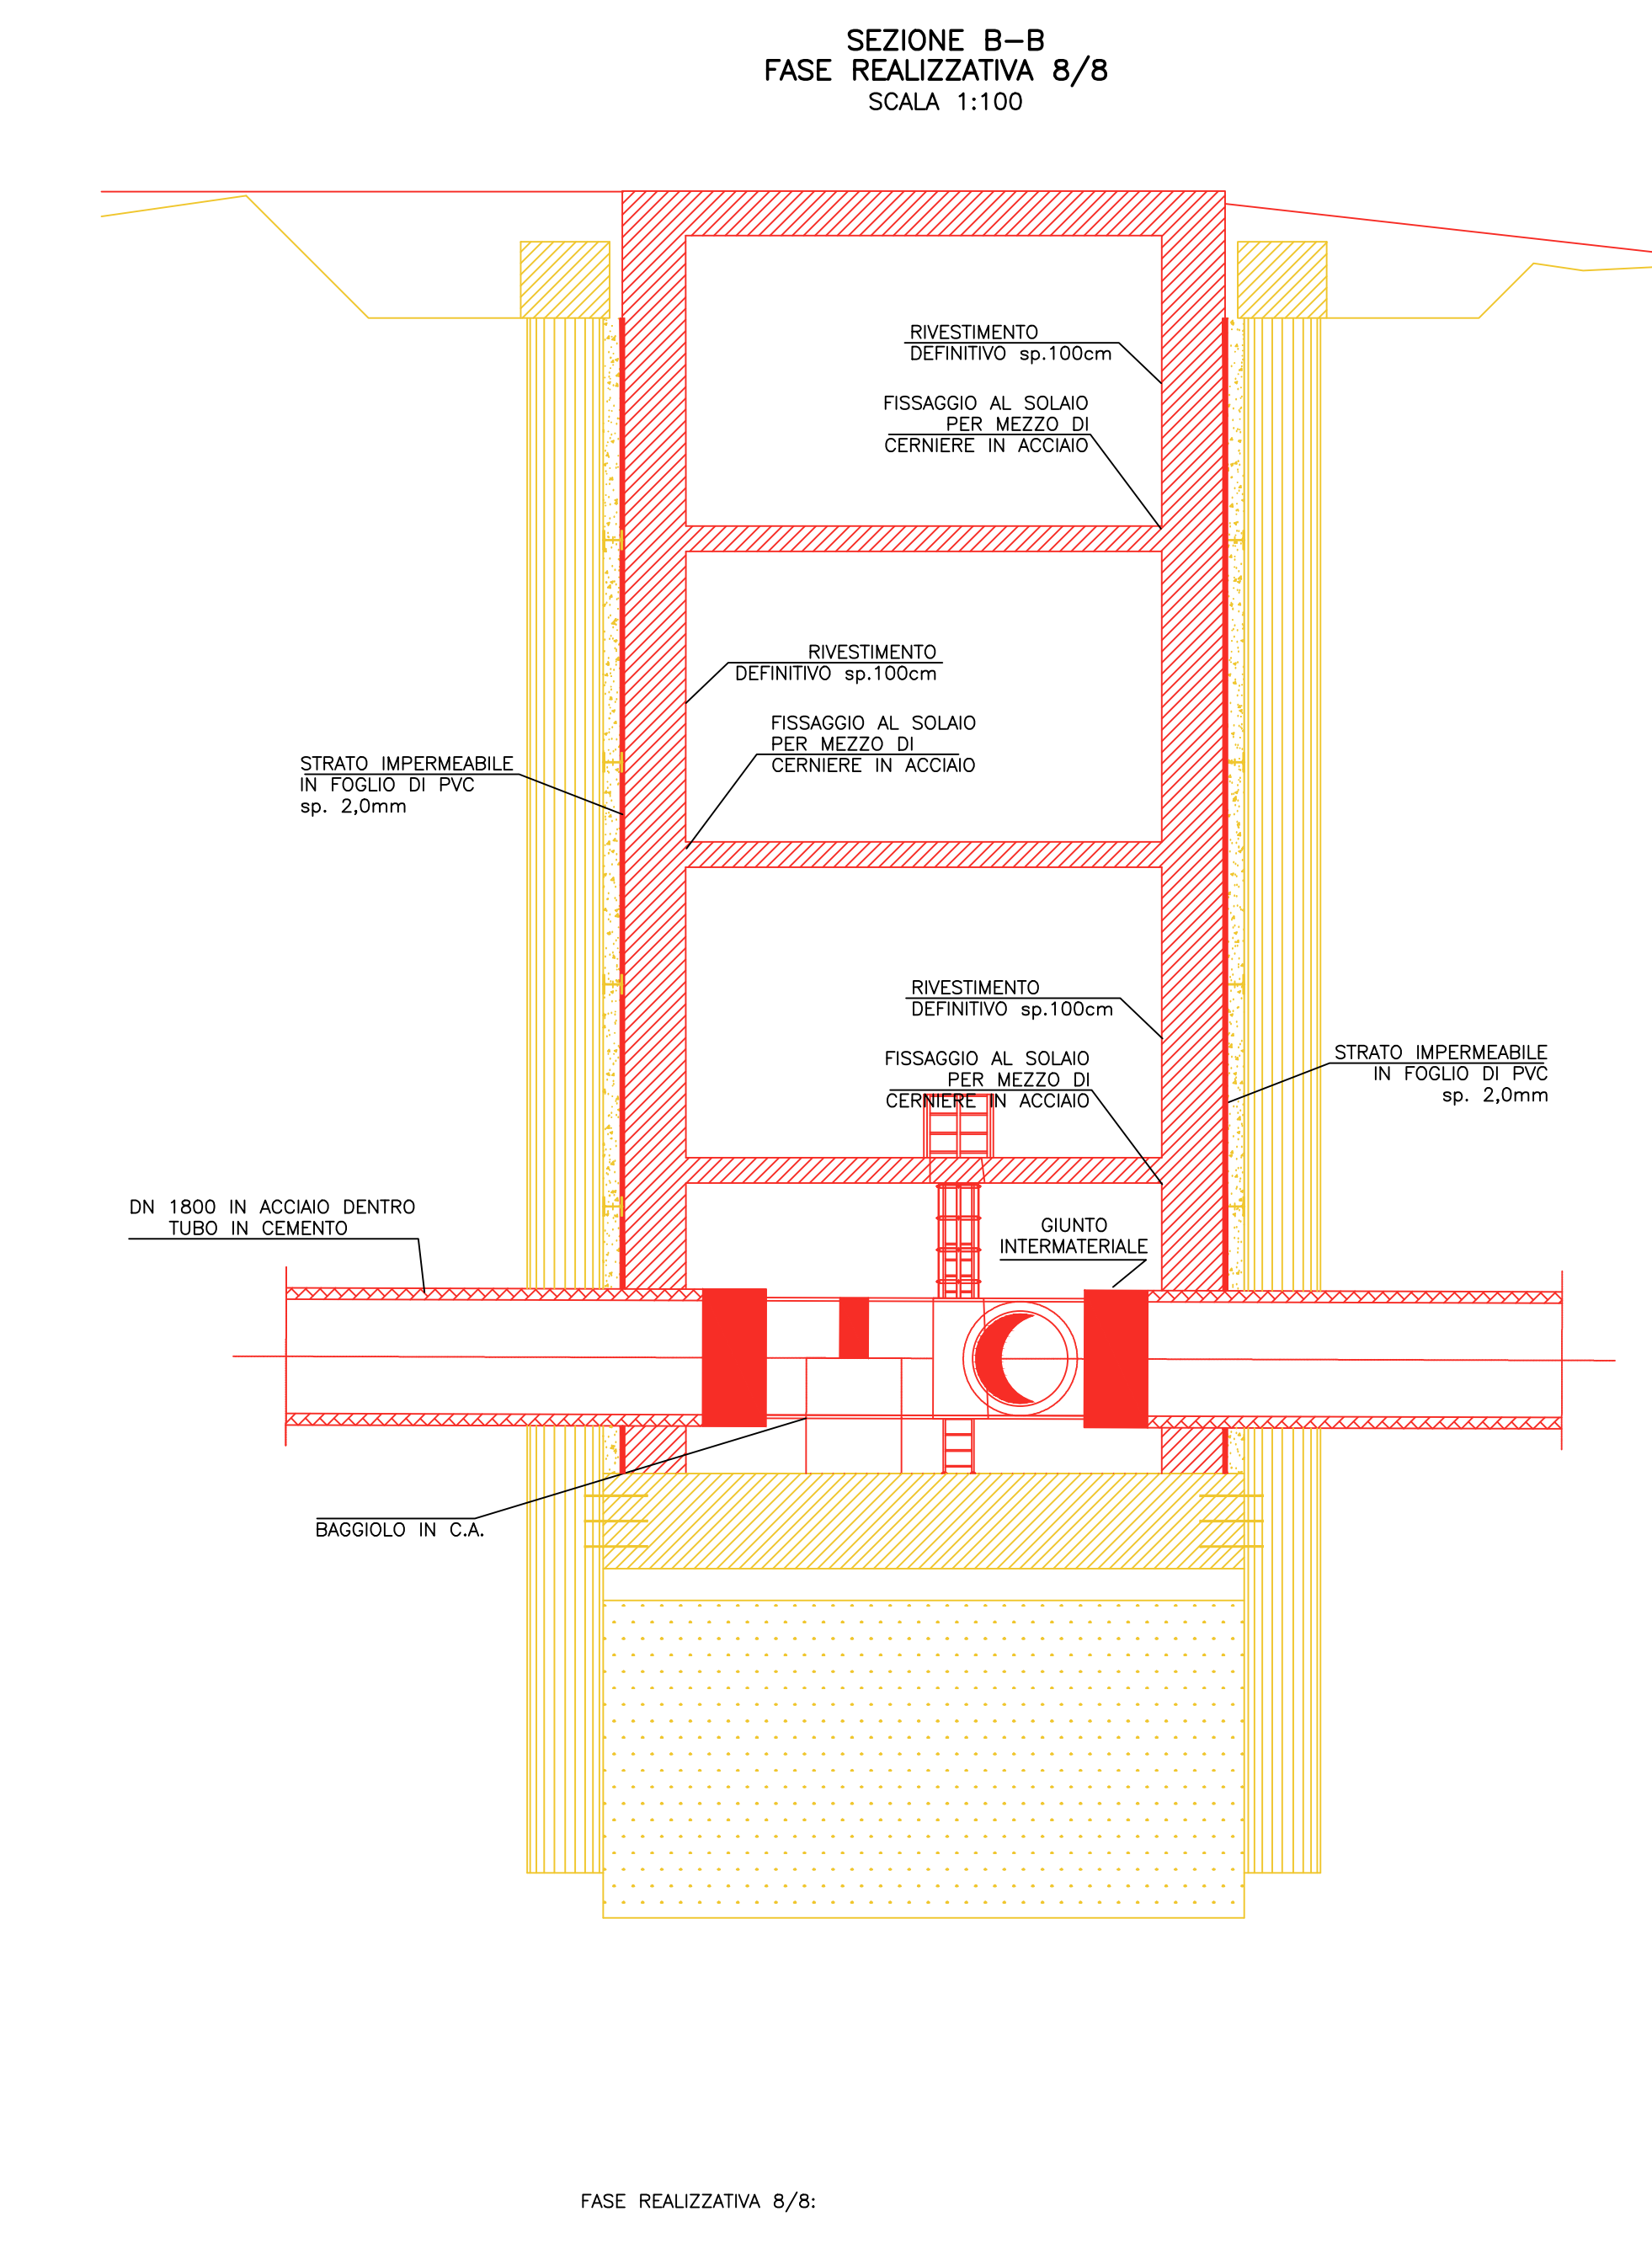 SEZIONE B-B
FASE REALIZZATIVA 8/8
SCALA 1:100
RIVESTIMENTO
DEFINITIVO sp.100cm
FISSAGGIO AL SOLAIO
PER MEZZO DI
CERNIERE IN ACCIAIO
RIVESTIMENTO
DEFINITIVO sp.100cm
FISSAGGIO AL SOLAIO
PER MEZZO DI
CERNIERE IN ACCIAIO
STRATO IMPERMEABILE
IN FOGLIO DI PVC
sp. 2,0mm
RIVESTIMENTO
DEFINITIVO sp.100cm
FISSAGGIO AL SOLAIO
PER MEZZO DI
CERNIERE IN ACCIAIO
STRATO IMPERMEABILE
IN FOGLIO DI PVC
sp. 2,0mm
DN 1800 IN ACCIAIO DENTRO
TUBO IN CEMENTO
GIUNTO
INTERMATERIALE
BAGGIOLO IN C.A.
FASE REALIZZATIVA 8/8: